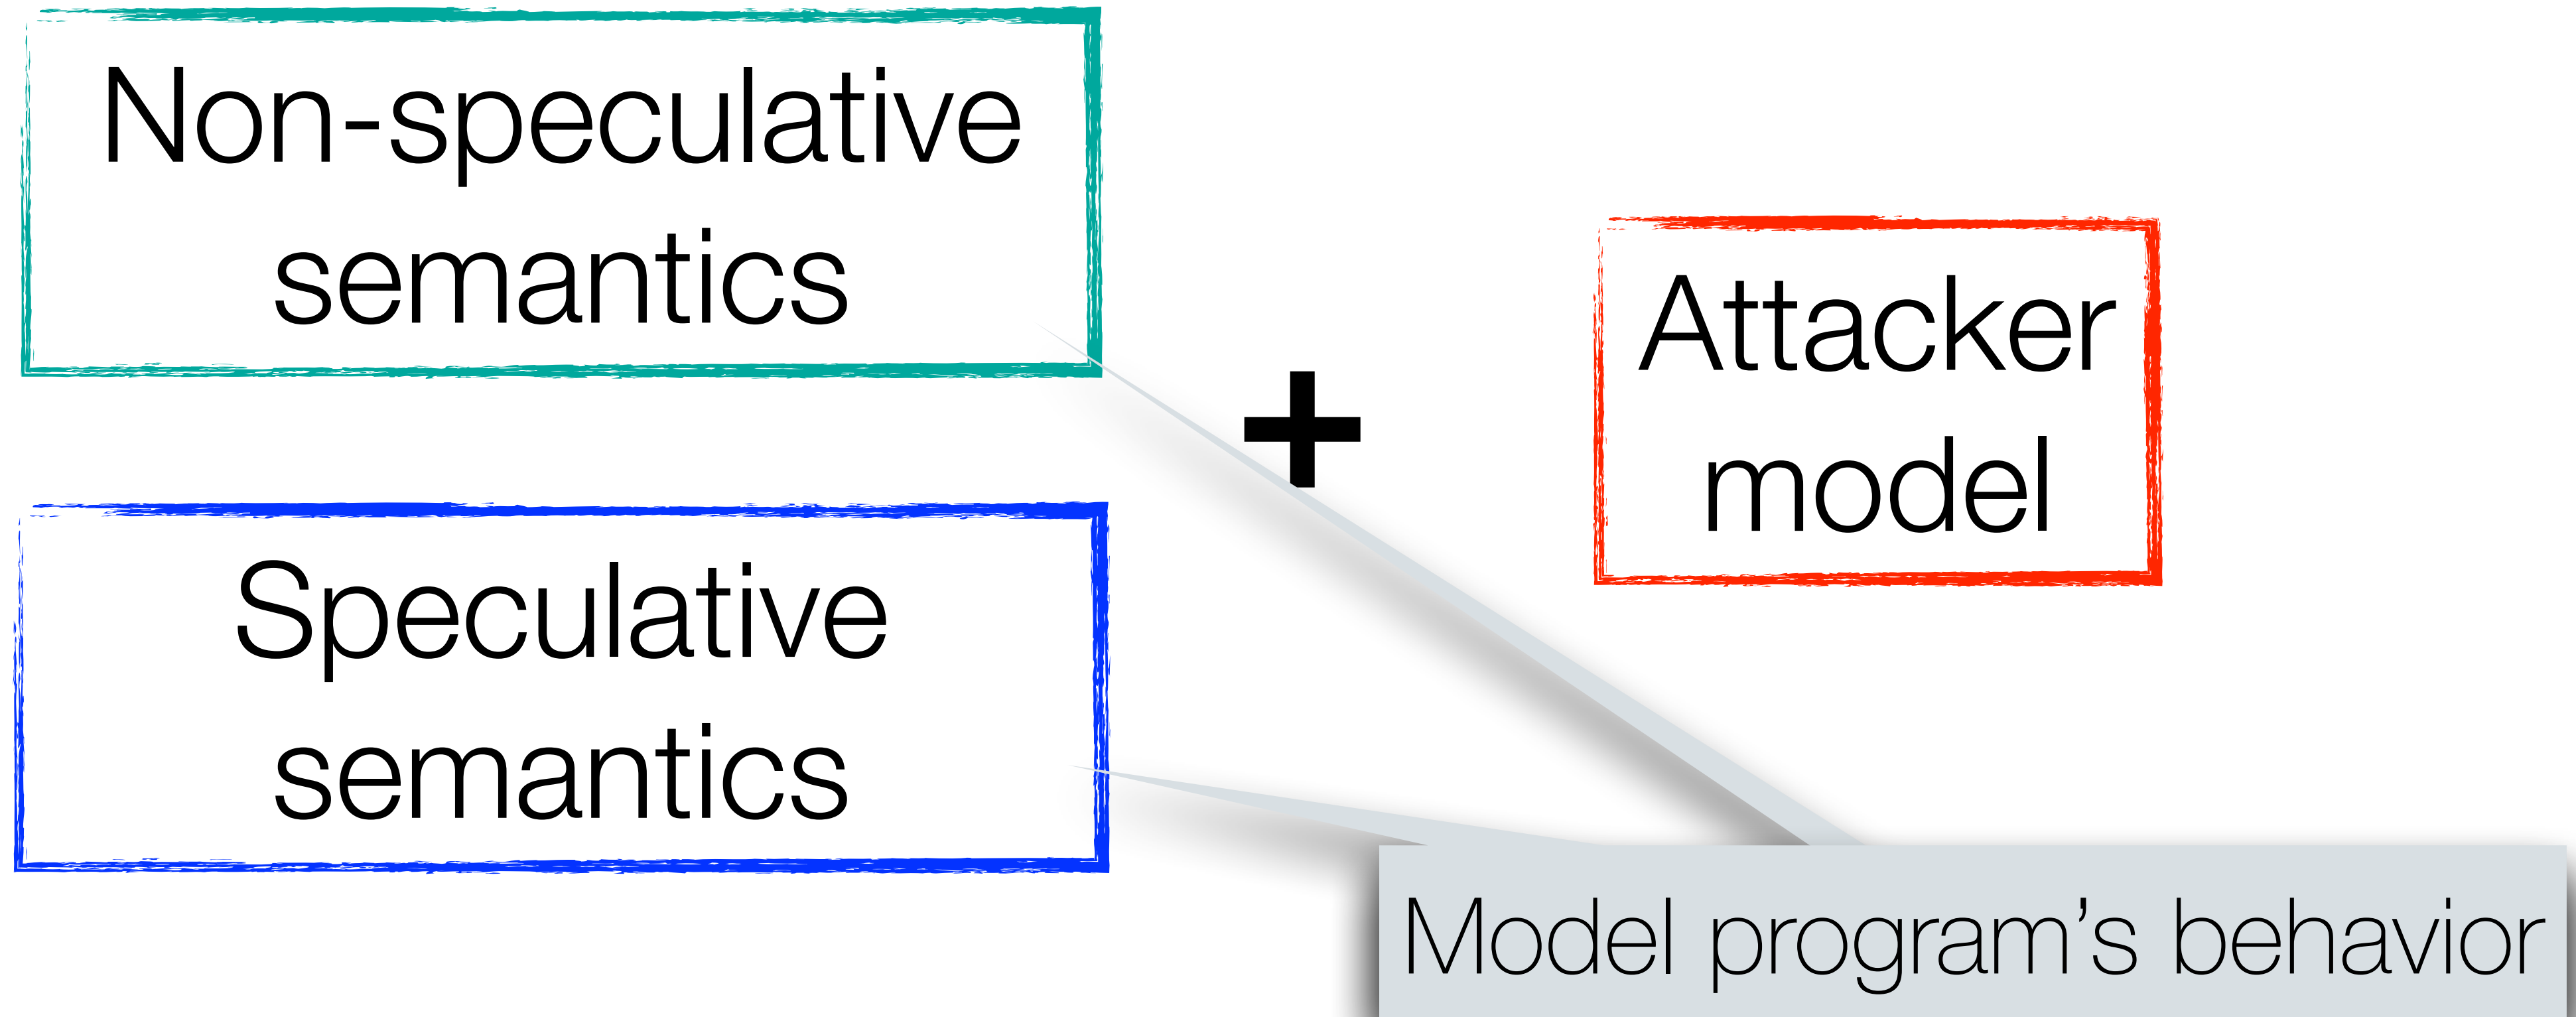 Non-speculative
semantics
+
Attacker
model
Speculative
semantics
Model program’s behavior